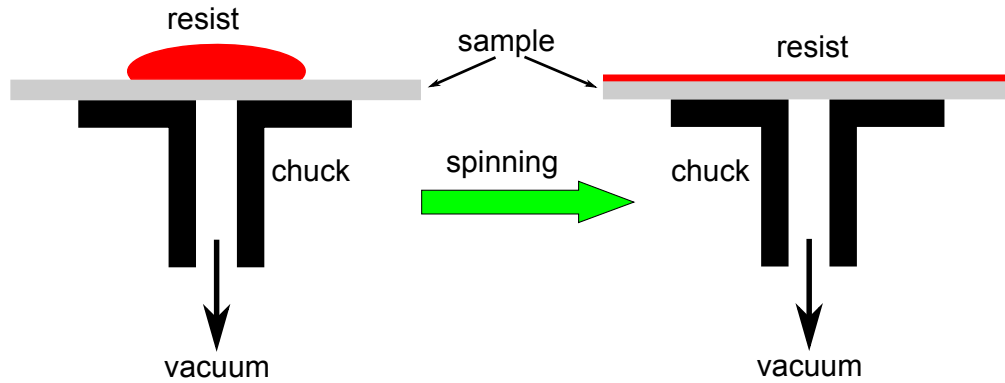 resist
sample
resist
chuck
spinning
chuck
vacuum
vacuum